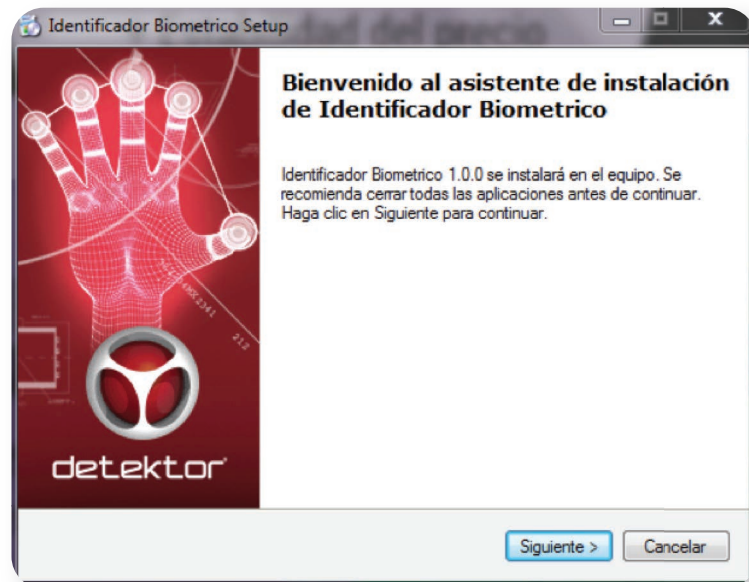 Identificador Biometrico Setup
Bienvenido al asistente de instalación
de Identificador Biometrico
Identificador Biometrico 1.0.0 se instalará en el equipo. Se
recomienda cerrar todas las aplicaciones antes de continuar.
Haga clic en Siguiente para continuar.
212
detektor
Siguiente >
Cancelar